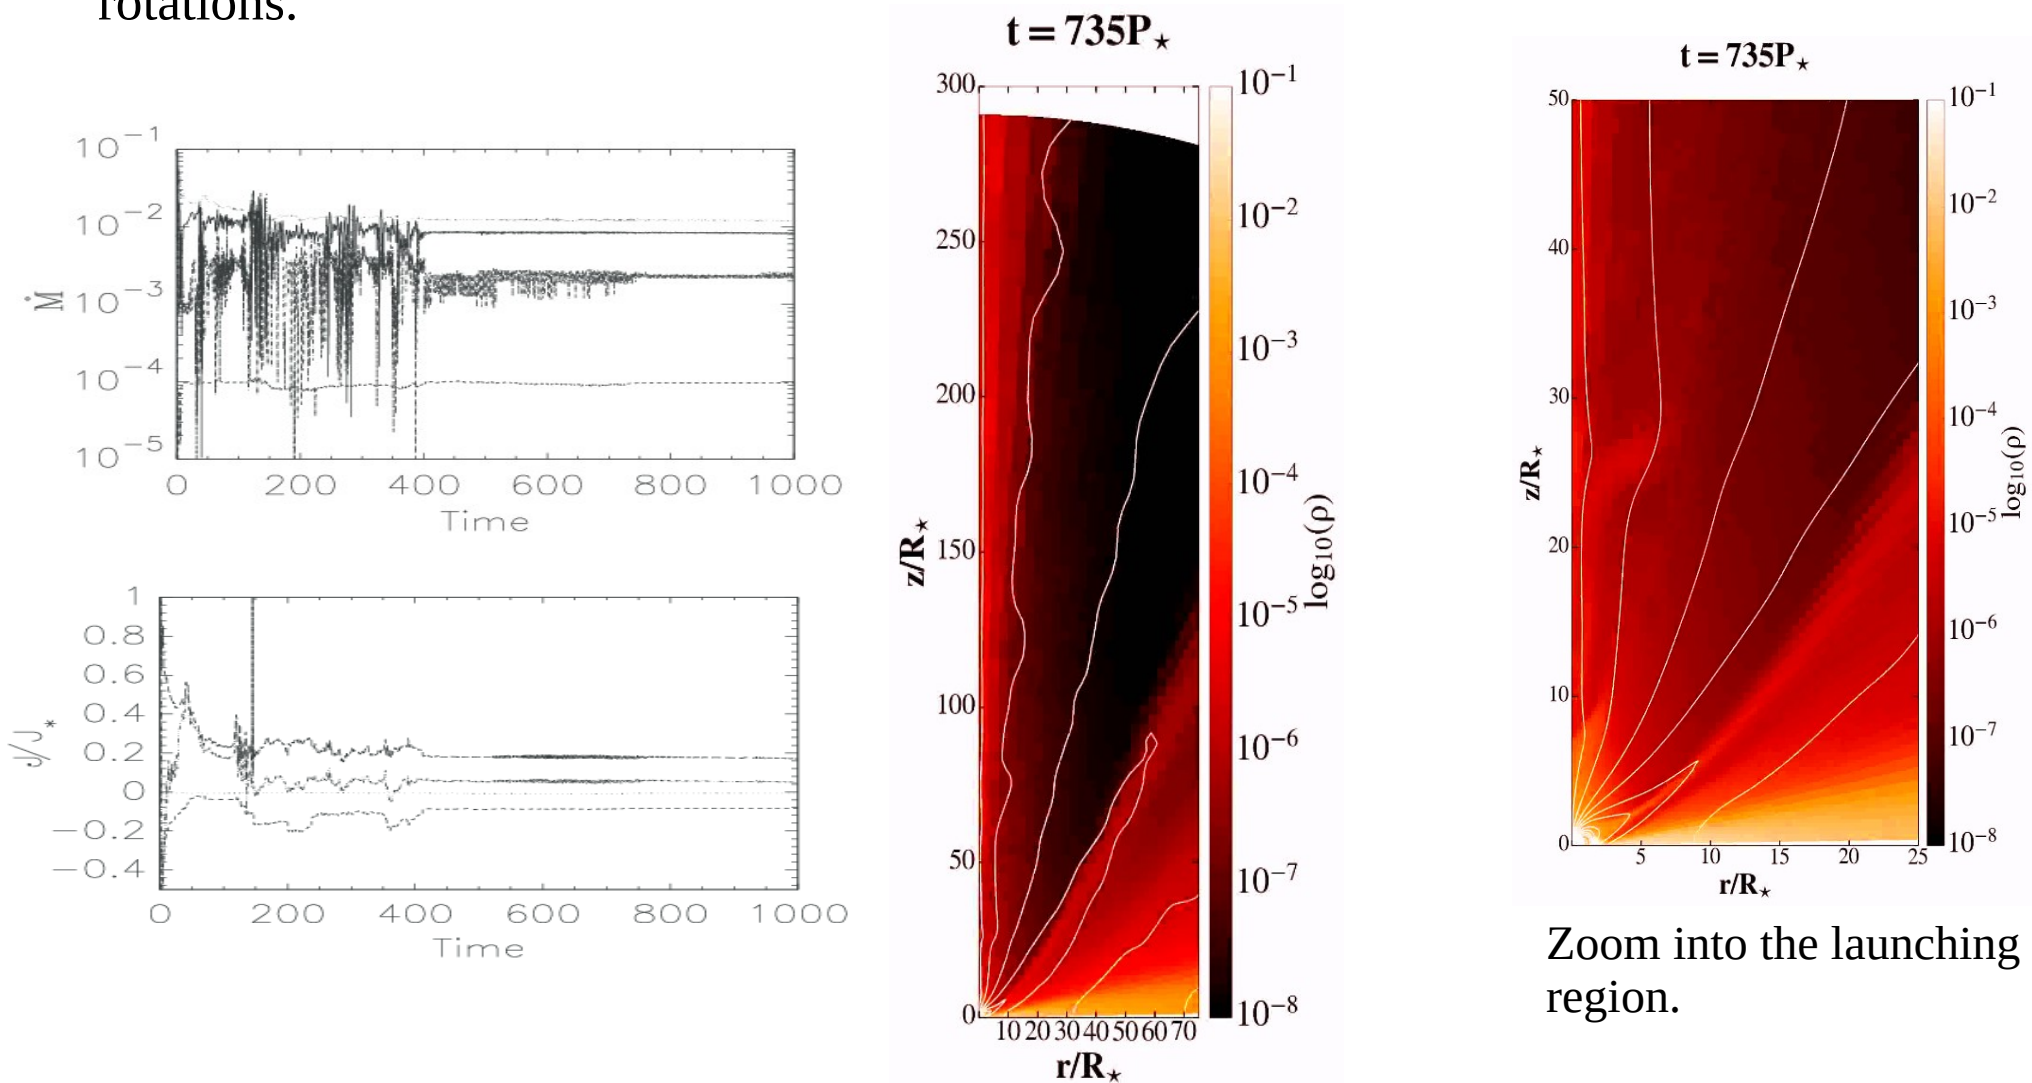 rotations.
10⁻¹
10⁻²
10⁻³
10⁻⁴
10⁻⁵
Ṁ
0 200 400 600 800 1000
Time
1
0.8
0.6
0.4
0.2
0
−0.2
−0.4
J/J*
0 200 400 600 800 1000
Time
t = 735P⋆
300
250
200
150
100
50
0
z/R⋆
10 20 30 40 50 60 70
r/R⋆
10⁻¹
10⁻²
10⁻³
10⁻⁴
10⁻⁵
10⁻⁶
10⁻⁷
10⁻⁸
log₁₀(ρ)
t = 735P⋆
50
40
30
20
10
0
z/R⋆
5 10 15 20 25
r/R⋆
10⁻¹
10⁻²
10⁻³
10⁻⁴
10⁻⁵
10⁻⁶
10⁻⁷
10⁻⁸
log₁₀(ρ)
Zoom into the launching
region.